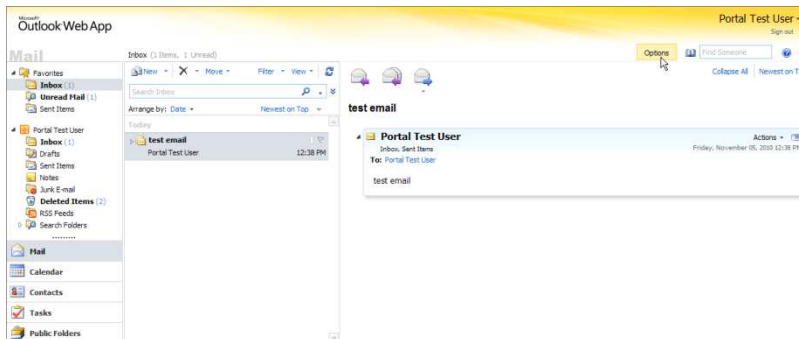 Microsoft
Outlook Web App
Portal Test User
Sign out
Mail
Inbox (1 Items, 1 Unread)
Options
Find Someone
Favorites
Inbox (1)
Unread Mail (1)
Sent Items
Portal Test User
Inbox (1)
Drafts
Sent Items
Notes
Junk E-mail
Deleted Items (2)
RSS Feeds
Search Folders
Mail
Calendar
Contacts
Tasks
Public Folders
New Move Filter View
Search Inbox
Arrange by: Date Newest on Top
Today
test email
Portal Test User 12:38 PM
Collapse All Newest on T
test email
Portal Test User Actions
Inbox, Sent Items Friday, November 05, 2010 12:38 PM
To: Portal Test User
test email